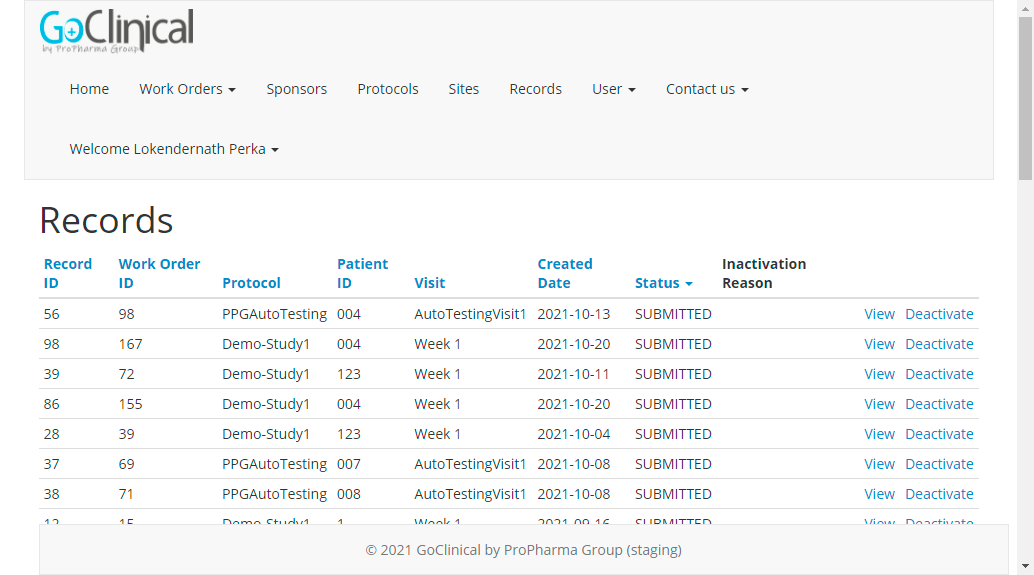 GoClinical
by ProPharma Group
Home Work Orders Sponsors Protocols Sites Records User Contact us
Welcome Lokendernath Perka
Records
Record ID Work Order ID Protocol Patient ID Visit Created Date Status Inactivation Reason
56 98 PPGAutoTesting 004 AutoTestingVisit1 2021-10-13 SUBMITTED View Deactivate
98 167 Demo-Study1 004 Week 1 2021-10-20 SUBMITTED View Deactivate
39 72 Demo-Study1 123 Week 1 2021-10-11 SUBMITTED View Deactivate
86 155 Demo-Study1 004 Week 1 2021-10-20 SUBMITTED View Deactivate
28 39 Demo-Study1 123 Week 1 2021-10-04 SUBMITTED View Deactivate
37 69 PPGAutoTesting 007 AutoTestingVisit1 2021-10-08 SUBMITTED View Deactivate
38 71 PPGAutoTesting 008 AutoTestingVisit1 2021-10-08 SUBMITTED View Deactivate
12 15 Demo-Study1 1 Week 1 2021-09-16 SUBMITTED View Deactivate
© 2021 GoClinical by ProPharma Group (staging)